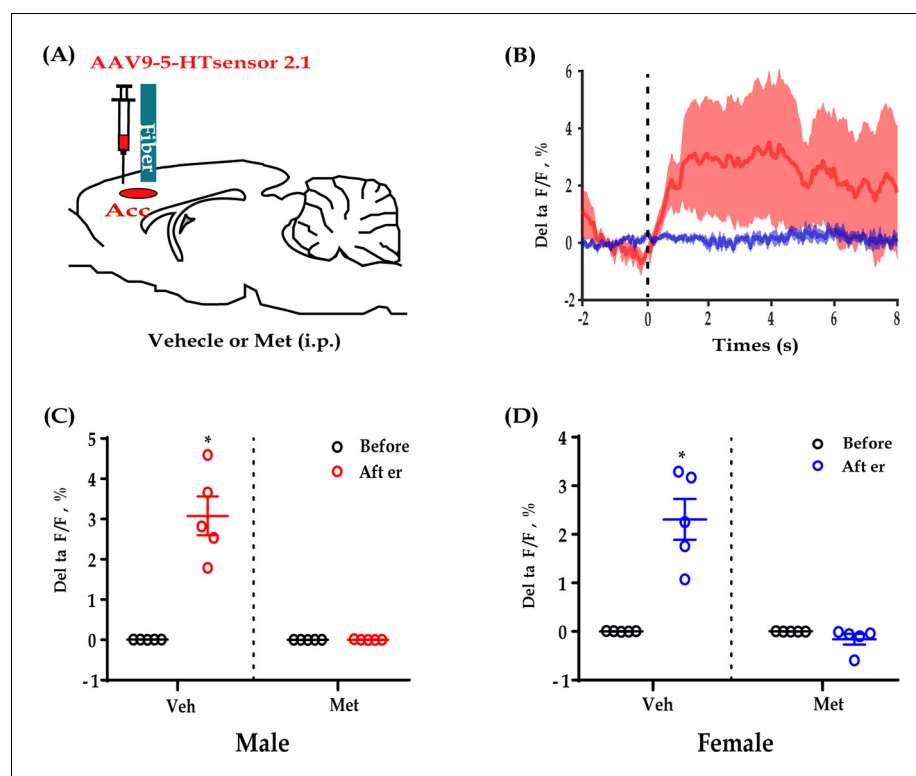 (A)
AAV9-5-HTsensor 2.1
Fiber
Acc
Vehecle or Met (i.p.)
(B)
Del ta F/F , %
6
4
2
0
-2
-2 0 2 4 6 8
Times (s)
(C)
Del ta F/F , %
5
4
3
2
1
0
-1
*
Before
Aft er
Veh Met
Male
(D)
Del ta F/F , %
4
3
2
1
0
-1
*
Before
Aft er
Veh Met
Female